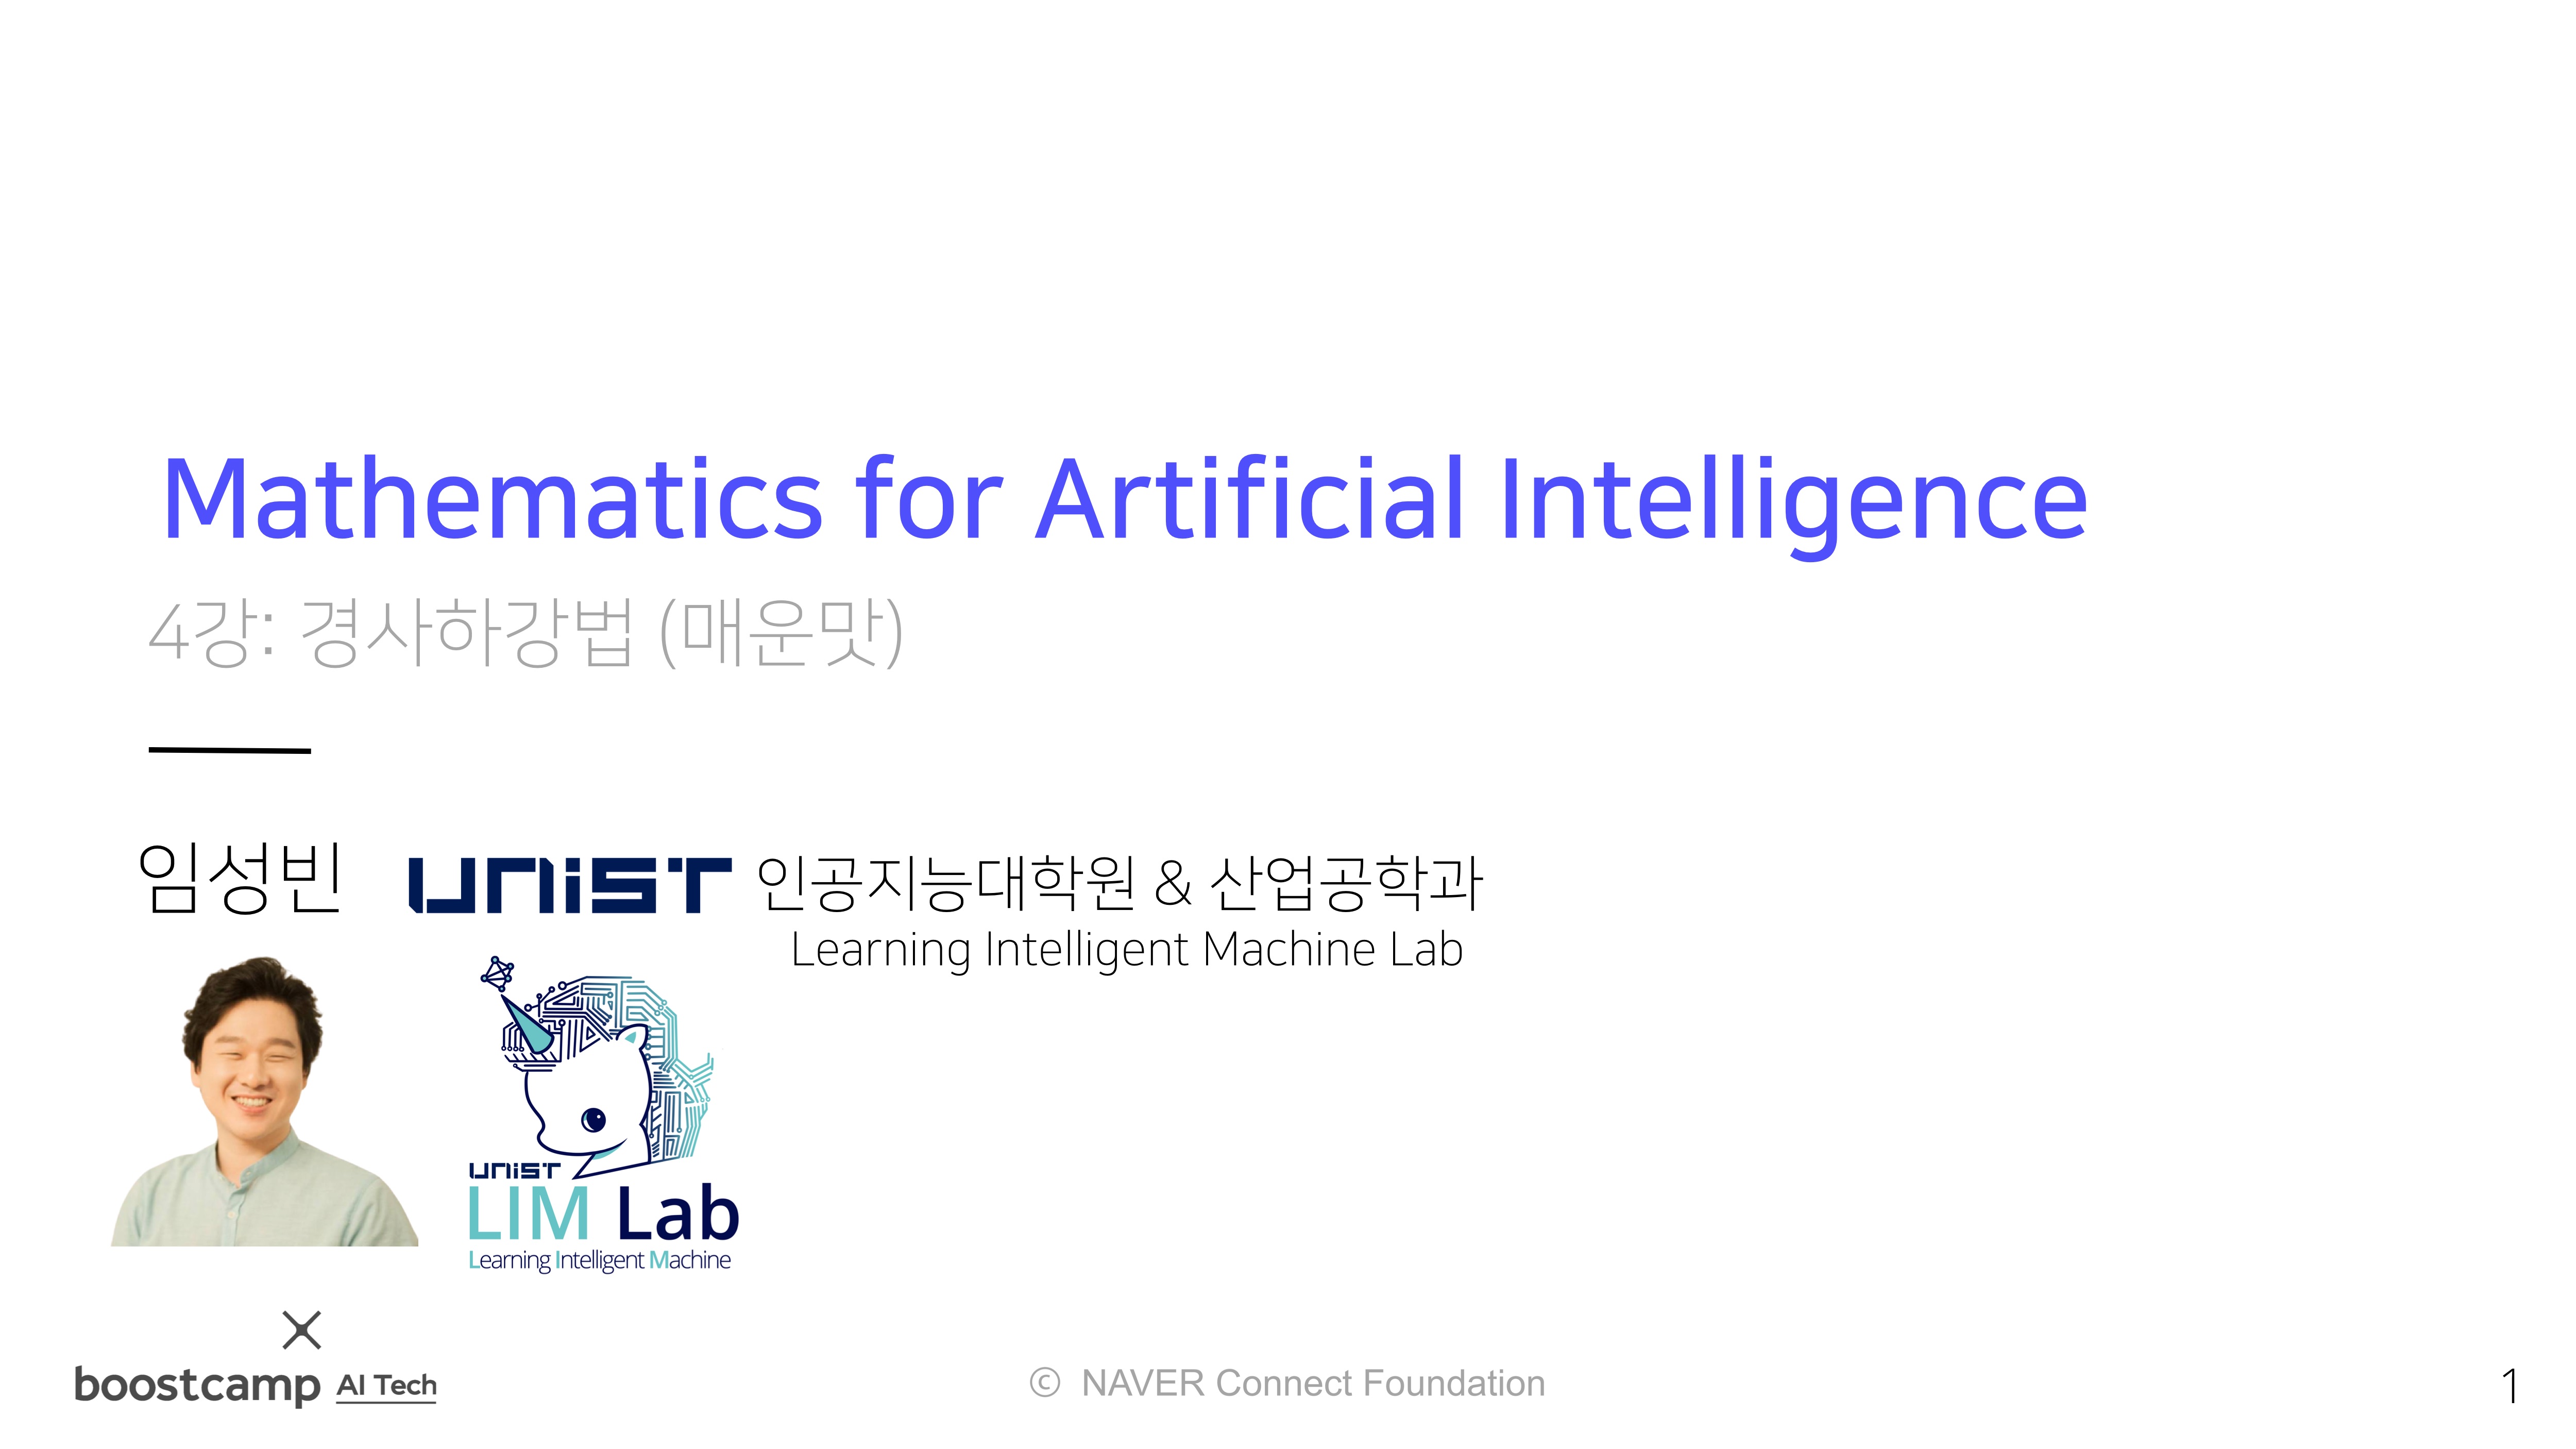 Mathematics for Artificial Intelligence
4강: 경사하강법 (매운맛)
임성빈 UNIST 인공지능대학원 & 산업공학과
Learning Intelligent Machine Lab
UNIST
LIM Lab
Learning Intelligent Machine
boostcamp AI Tech
© NAVER Connect Foundation
1